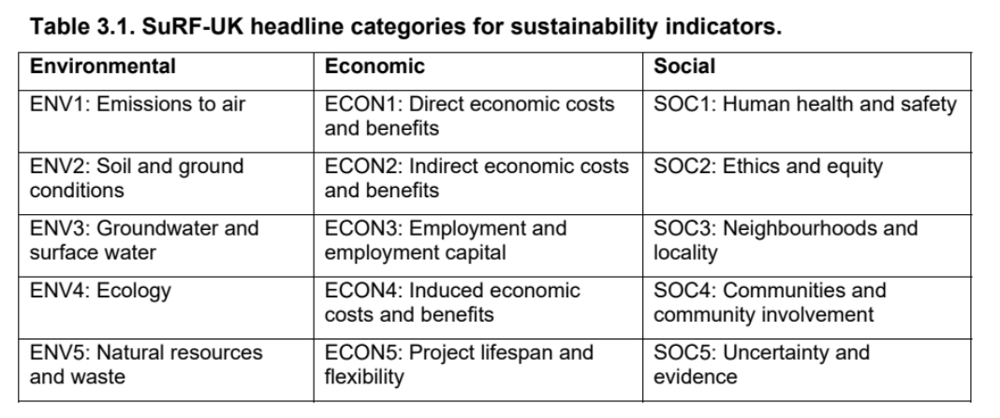 Table 3.1. SuRF-UK headline categories for sustainability indicators.
Environmental Economic Social
ENV1: Emissions to air
ECON1: Direct economic costs
and benefits
SOC1: Human health and safety
ENV2: Soil and ground
conditions
ECON2: Indirect economic costs
and benefits
SOC2: Ethics and equity
ENV3: Groundwater and
surface water
ECON3: Employment and
employment capital
SOC3: Neighbourhoods and
locality
ENV4: Ecology
ECON4: Induced economic
costs and benefits
SOC4: Communities and
community involvement
ENV5: Natural resources
and waste
ECON5: Project lifespan and
flexibility
SOC5: Uncertainty and
evidence